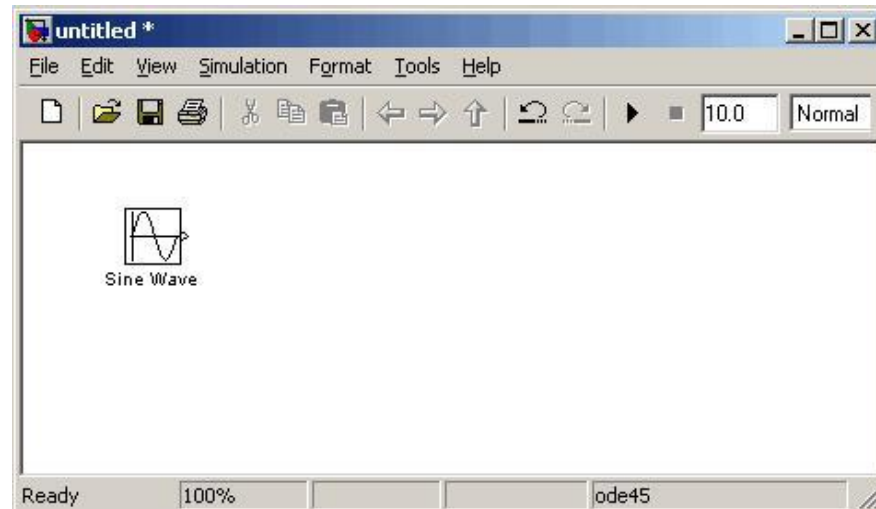 untitled *
File Edit View Simulation Format Tools Help
10.0 Normal
Sine Wave
Ready 100% ode45